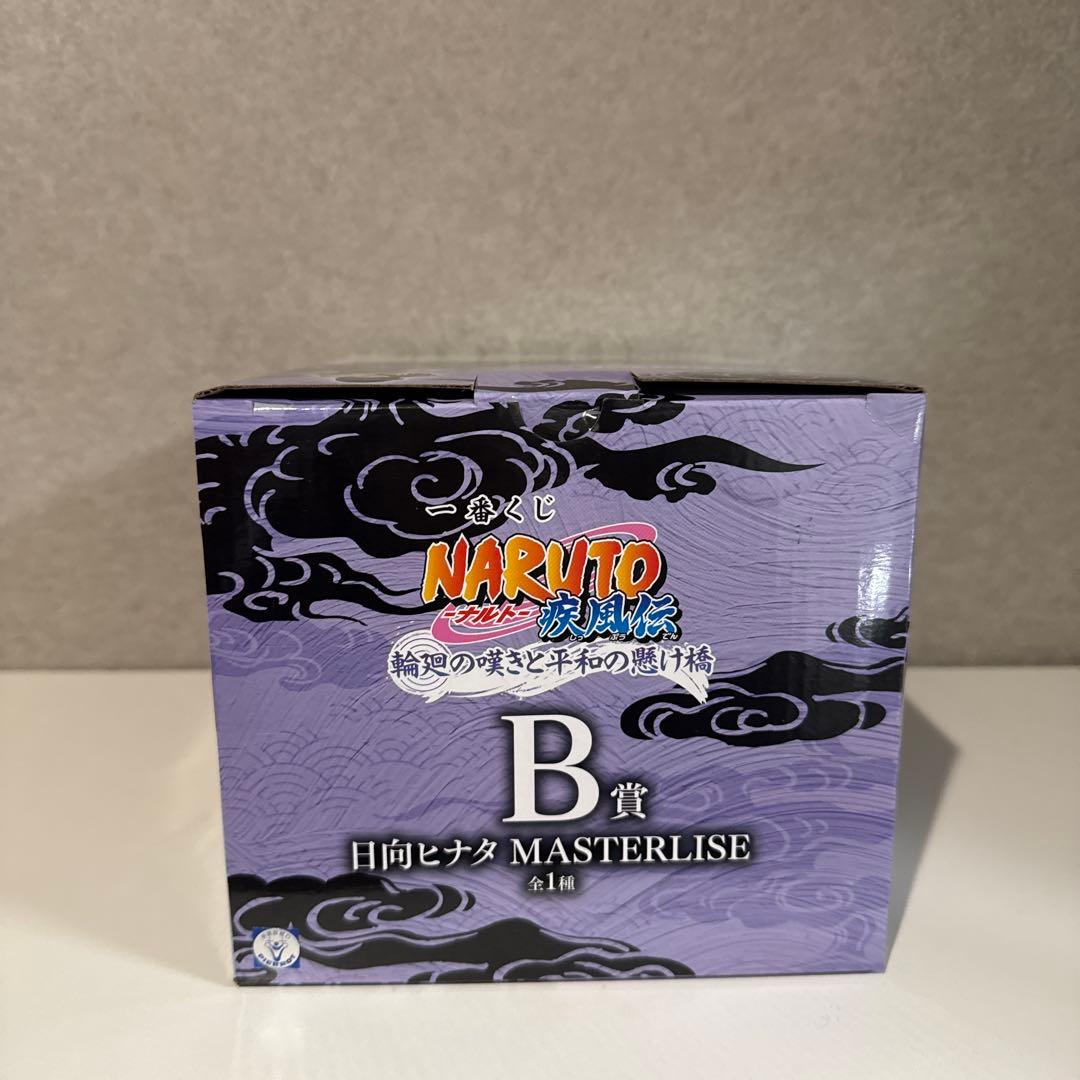 一番くじ
NARUTO
-ナルト-
疾風伝
しっぷうでん
輪廻の嘆きと平和の懸け橋
B賞
日向ヒナタ MASTERLISE
全1種
PIERROT